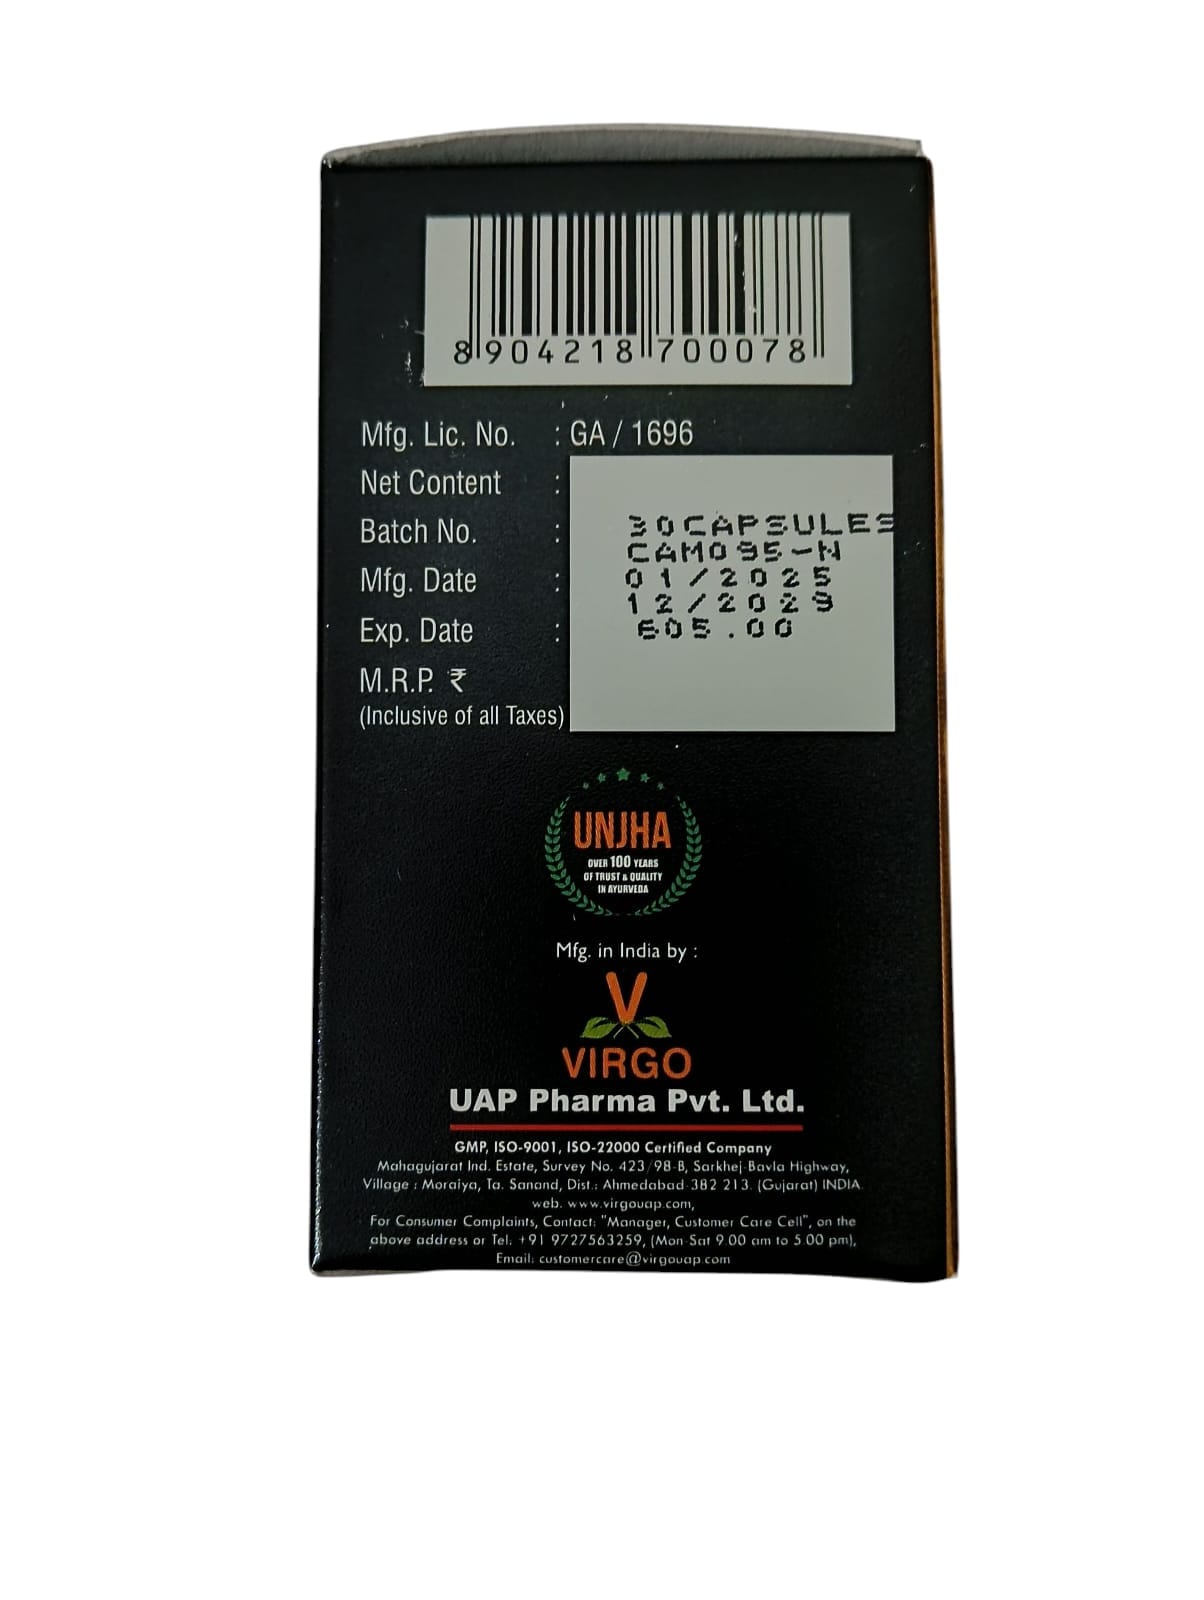 8904218700078
Mfg. Lic. No. : GA / 1696
Net Content : 30CAPSULES
Batch No. : CAM095-N
Mfg. Date : 01/2025
Exp. Date : 12/2029
M.R.P. ₹ 605.00
(Inclusive of all Taxes)
UNJHA
OVER 100 YEARS
OF TRUST & QUALITY
IN AYURVEDA
Mfg. in India by :
V
VIRGO
UAP Pharma Pvt. Ltd.
GMP, ISO-9001, ISO-22000 Certified Company
Mahagujarat Ind. Estate, Survey No. 423/98-B, Sarkhej-Bavla Highway,
Village : Moraiya, Ta. Sanand, Dist.: Ahmedabad-382 213. (Gujarat) INDIA.
web. www.virgouap.com,
For Consumer Complaints, Contact: "Manager, Customer Care Cell", on the
above address or Tel: +91 9727563259, (Mon-Sat 9.00 am to 5.00 pm),
Email: customercare@virgouap.com